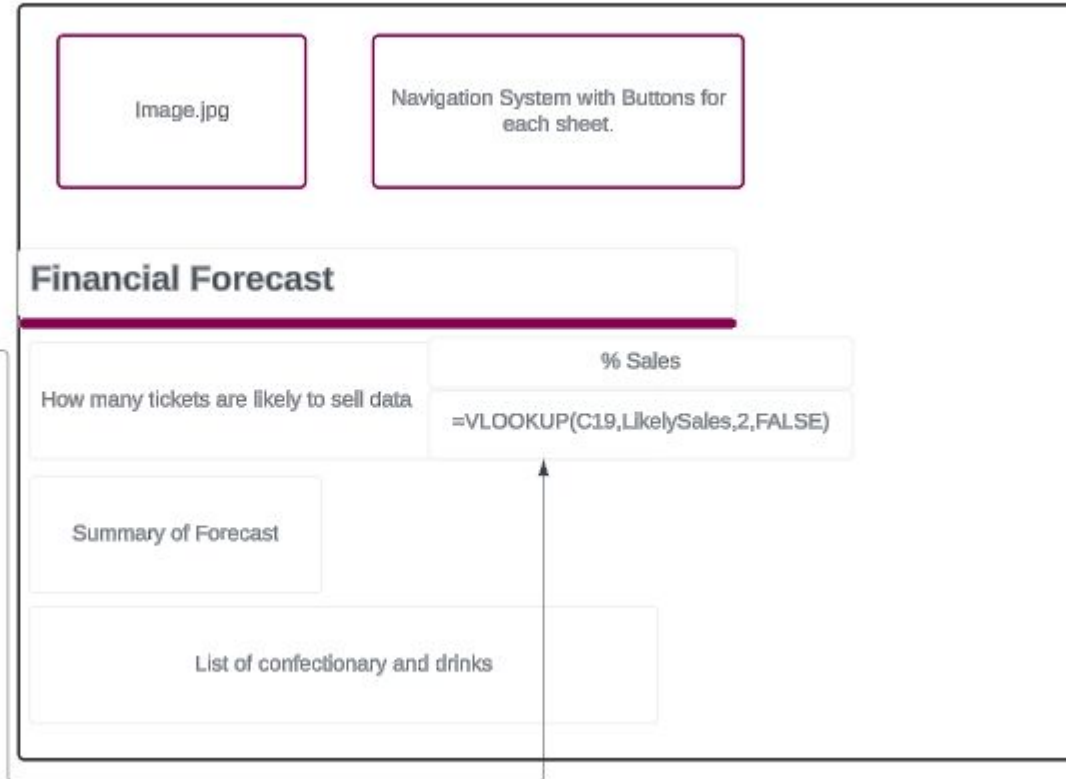 Image.jpg
Navigation System with Buttons for
each sheet.
Financial Forecast
% Sales
How many tickets are likely to sell data
=VLOOKUP(C19,LikelySales,2,FALSE)
Summary of Forecast
List of confectionary and drinks